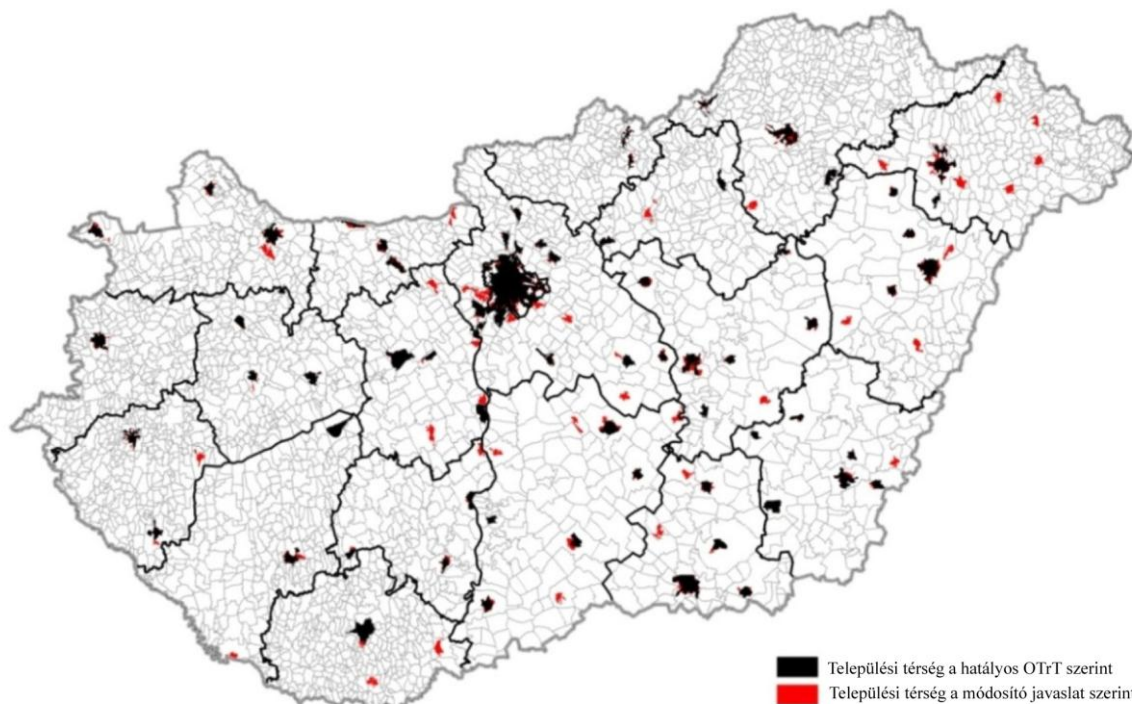 Települési térség a hatályos OTrT szerint
Települési térség a módosító javaslat szerint